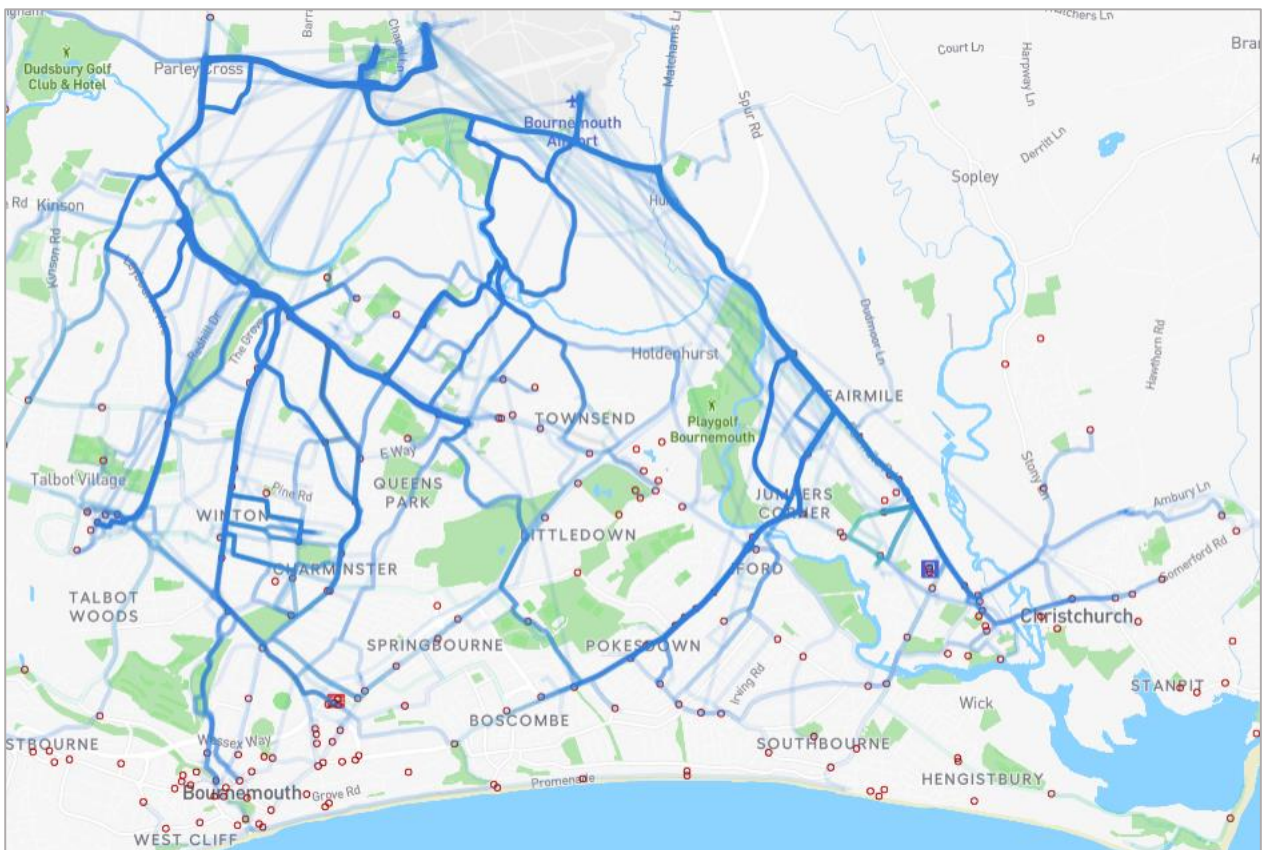 Dudsbury Golf
Club & Hotel
Parley Cross
Chapel Ln
Matchams Ln
Court Ln
Harpway Ln
Spur Rd
Derritt Ln
Bournemouth
Airport
Sopley
Kinson
Kinson Rd
Redhill Dr
The Grove
Dudmoor Ln
Hawthorn Rd
Holdenhurst
FAIRMILE
Playgolf
Bournemouth
TOWNSEND
E Way
Talbot Village
QUEENS
PARK
Pine Rd
WINTON
LITTLEDOWN
Stony Ln
Ambury Ln
CHARMINSTER
Somerford Rd
TALBOT
WOODS
Christchurch
SPRINGBOURNE
POKESDOWN
Irving Rd
STANPIT
Wick
BOSCOMBE
Wessex Way
SOUTHBOURNE
HENGISTBURY
Promenade
Bournemouth
Grove Rd
WEST CLIFF